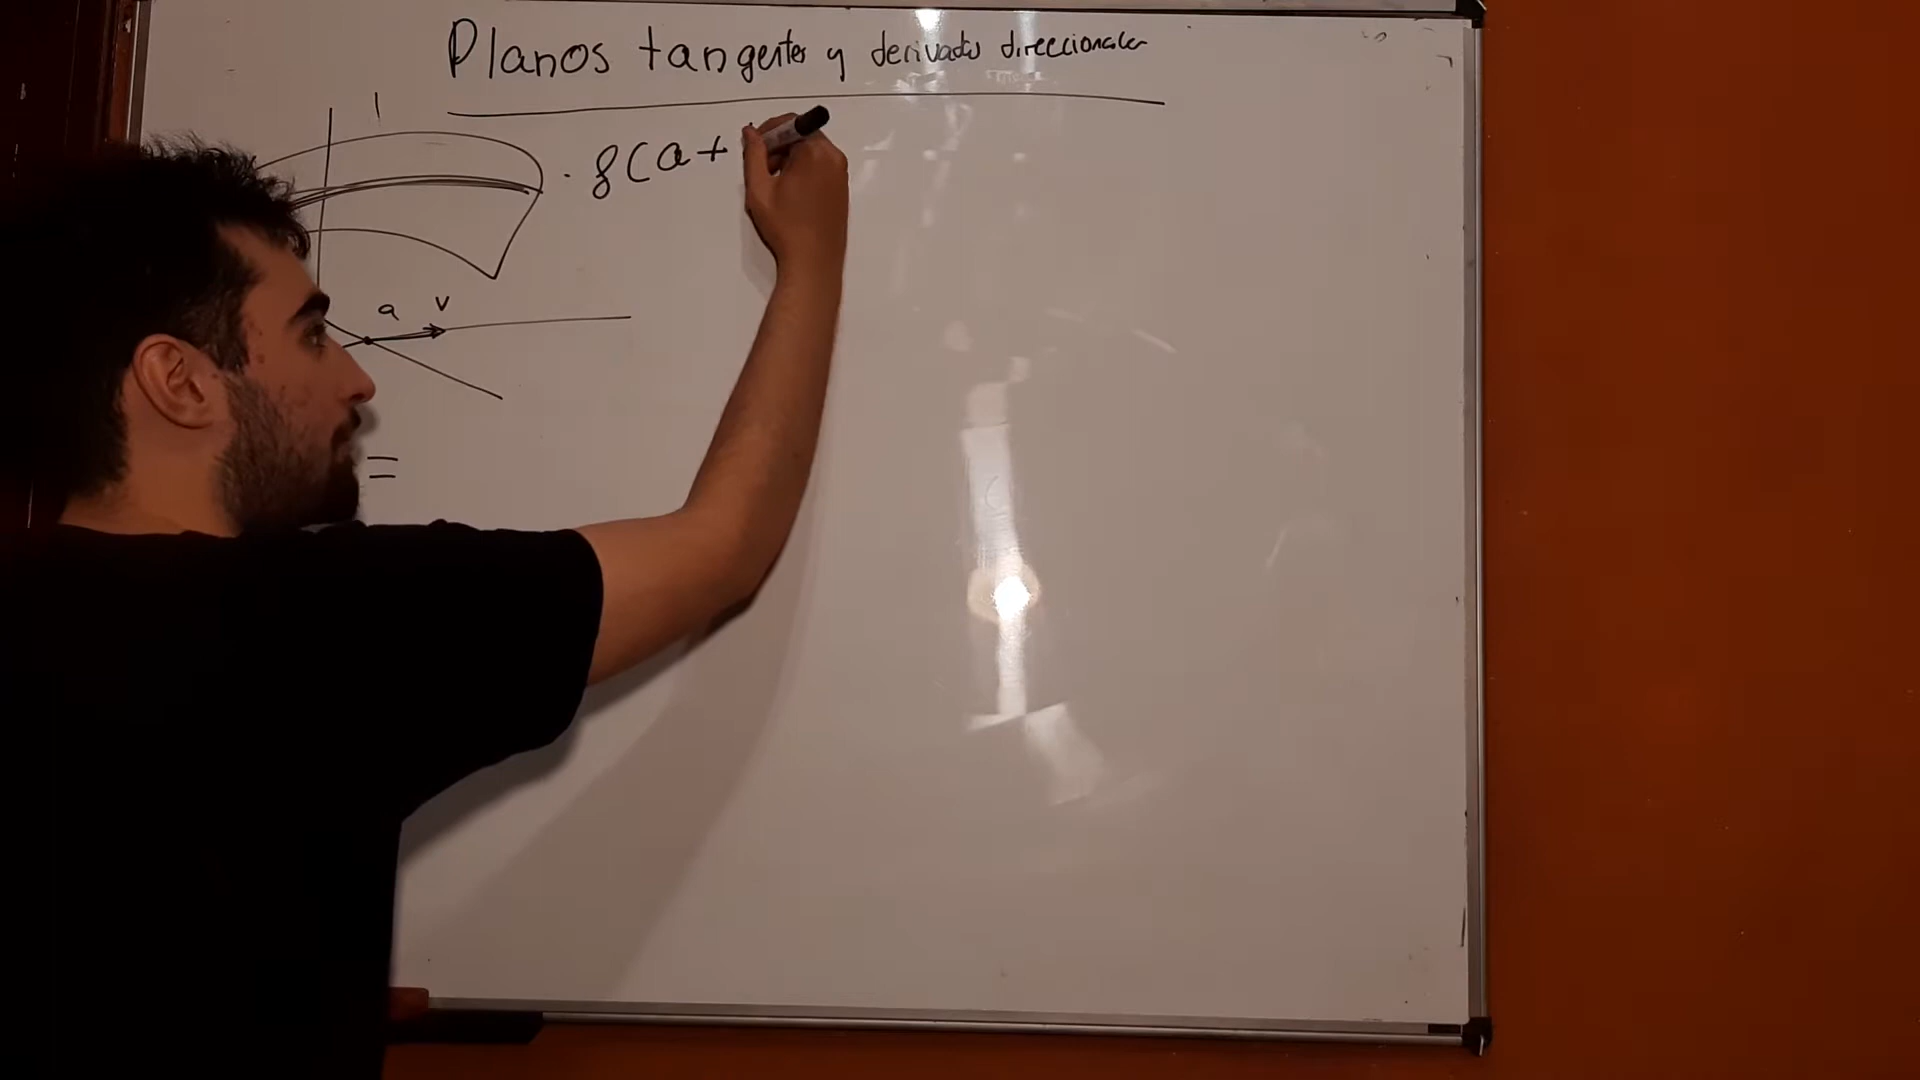 Planos tangentes y derivadas direccionales
· f(a+
a v
=